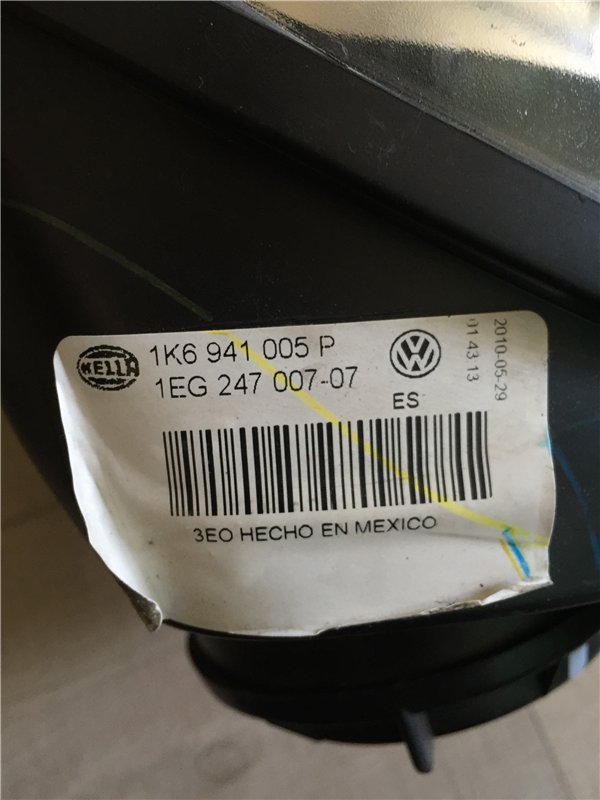 HELLA
1K6 941 005 P
1EG 247 007-07
ES
2010-05-29
01 43 13
3EO HECHO EN MEXICO